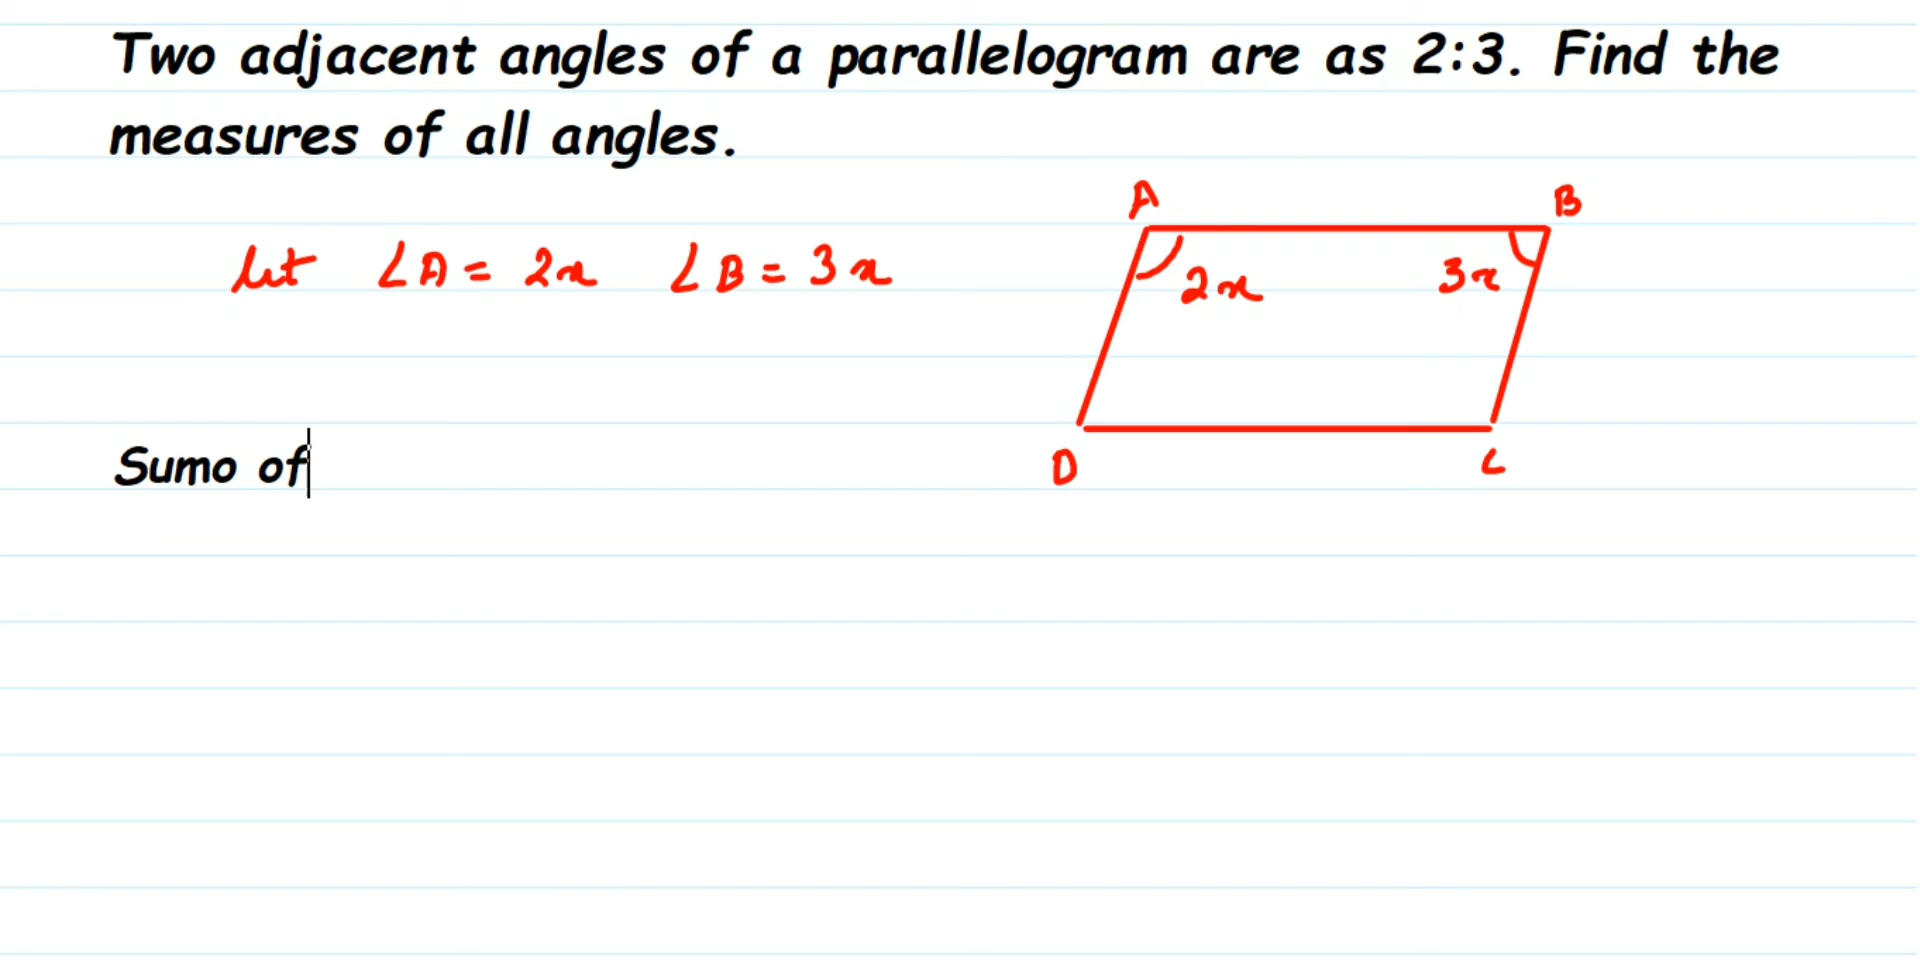 Two adjacent angles of a parallelogram are as 2:3. Find the
measures of all angles.
A
B
Let ∠A = 2x ∠B = 3x
2x
3x
Sumo of
D
C